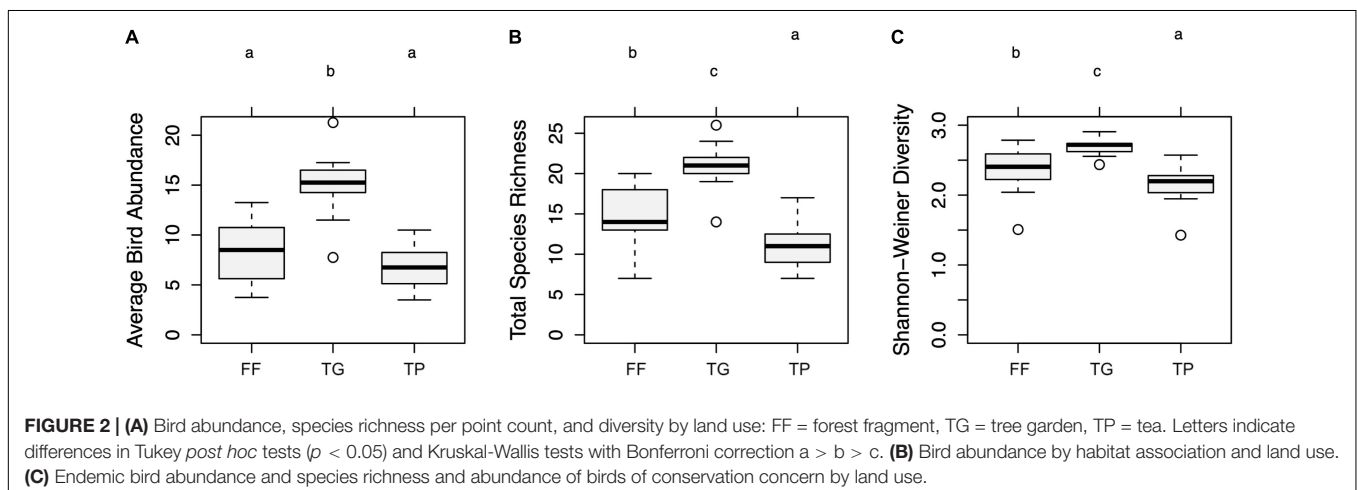 A
a
b
a
Average Bird Abundance
20
15
10
5
0
FF
TG
TP
B
b
c
a
Total Species Richness
25
20
15
10
5
0
FF
TG
TP
C
b
c
a
Shannon−Weiner Diversity
3.0
2.0
1.0
0.0
FF
TG
TP
FIGURE 2 | (A) Bird abundance, species richness per point count, and diversity by land use: FF = forest fragment, TG = tree garden, TP = tea. Letters indicate
differences in Tukey post hoc tests (p < 0.05) and Kruskal-Wallis tests with Bonferroni correction a > b > c. (B) Bird abundance by habitat association and land use.
(C) Endemic bird abundance and species richness and abundance of birds of conservation concern by land use.